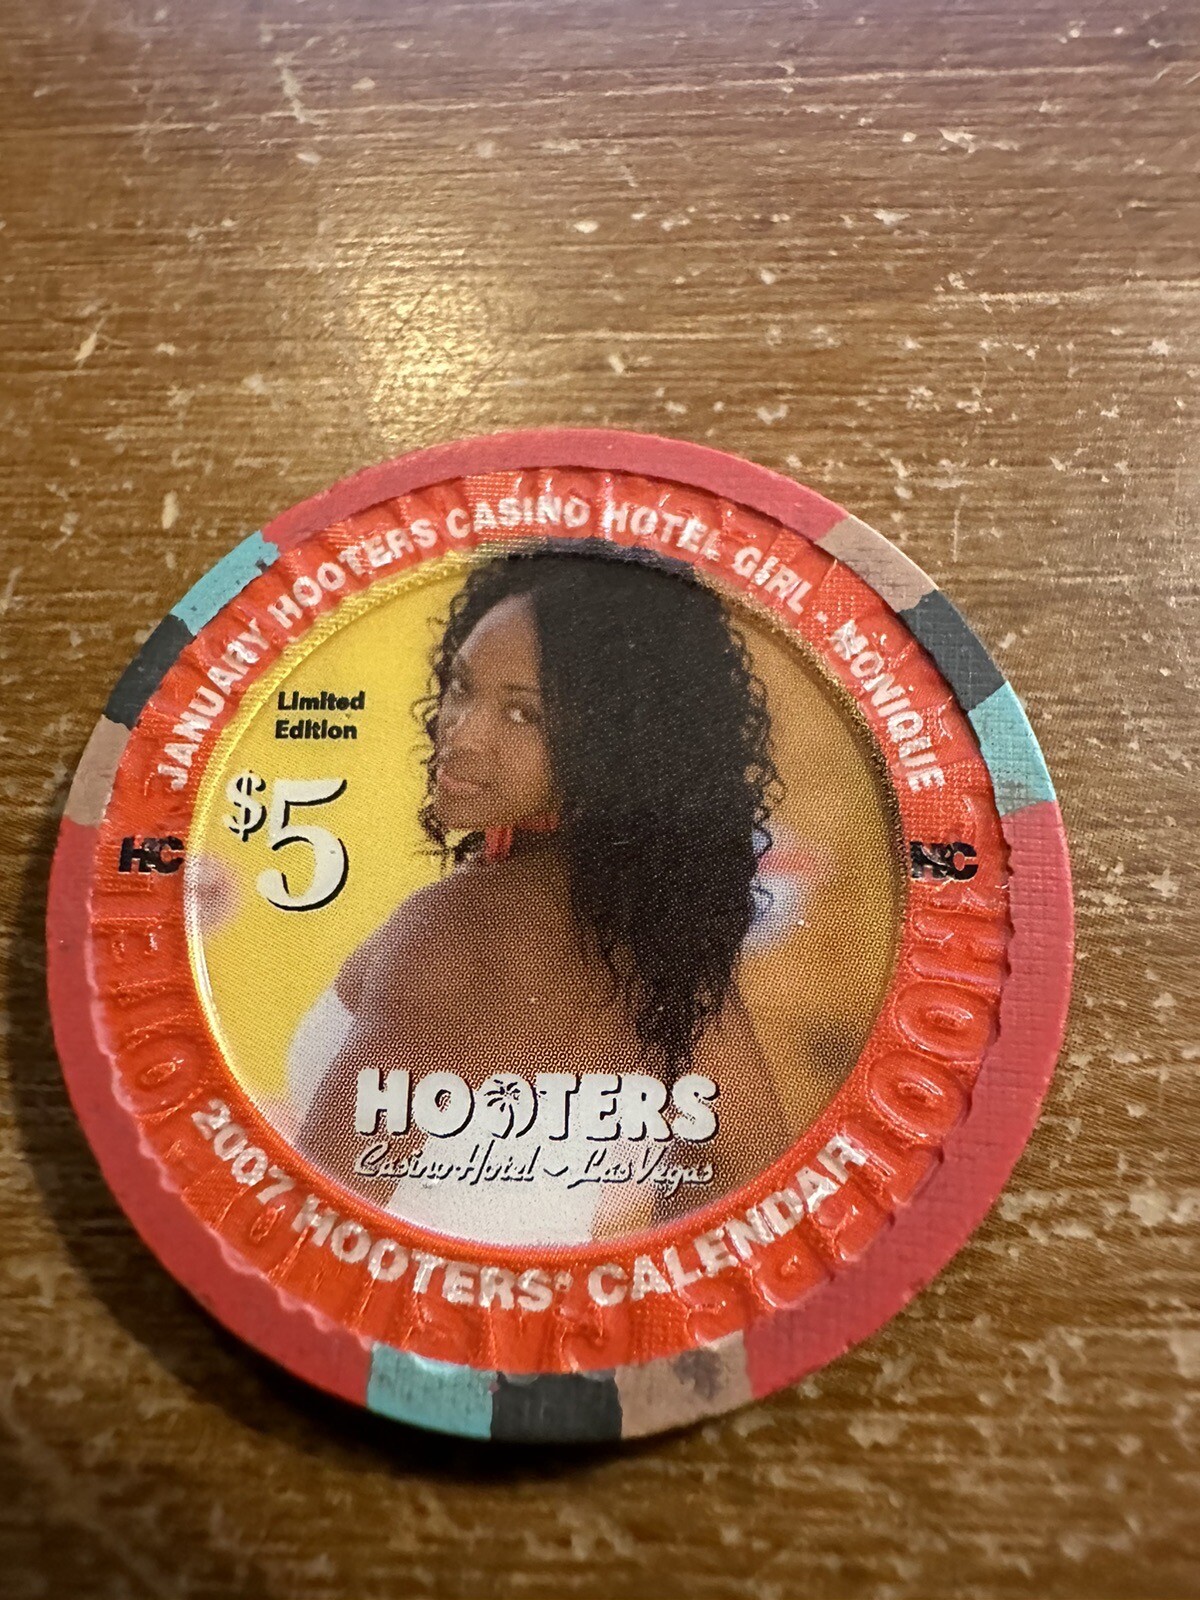 JANUARY HOOTERS CASINO HOTEL GIRL - MONIQUE
Limited
Edition
$5
HC
HC
HOOTERS
Casino Hotel Las Vegas
2007 HOOTERS' CALENDAR